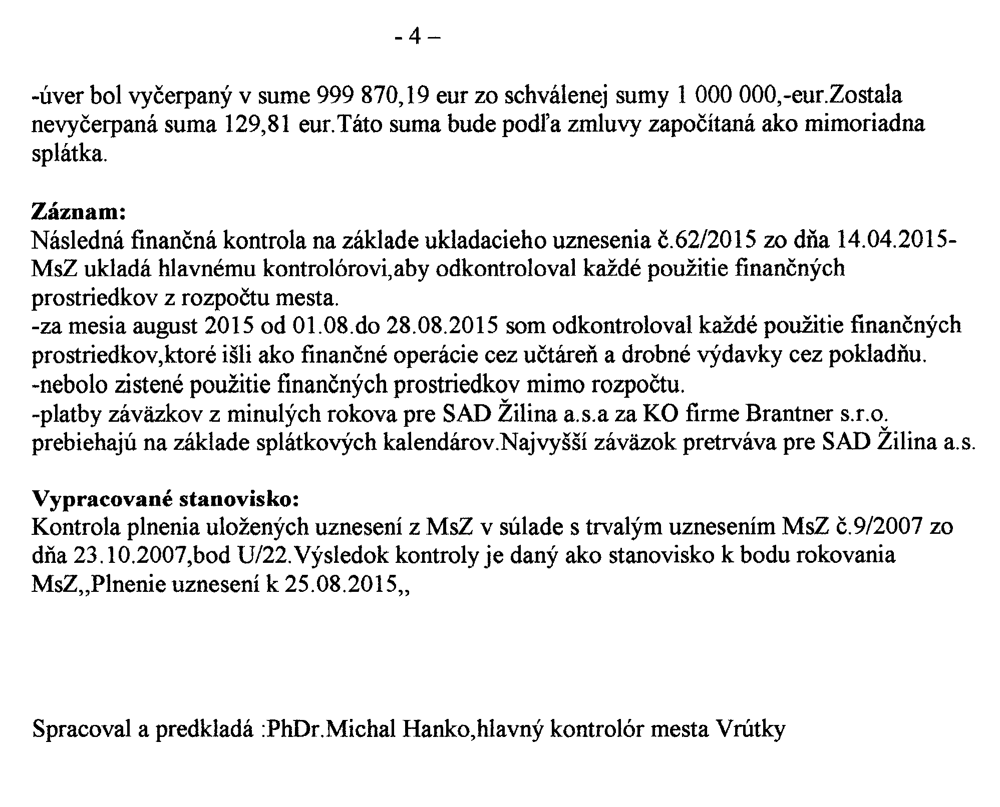 - 4 –
-úver bol vyčerpaný v sume 999 870,19 eur zo schválenej sumy 1 000 000,-eur.Zostala
nevyčerpaná suma 129,81 eur.Táto suma bude podľa zmluvy započítaná ako mimoriadna
splátka.
Záznam:
Následná finančná kontrola na základe ukladacieho uznesenia č.62/2015 zo dňa 14.04.2015-
MsZ ukladá hlavnému kontrolórovi,aby odkontroloval každé použitie finančných
prostriedkov z rozpočtu mesta.
-za mesia august 2015 od 01.08.do 28.08.2015 som odkontroloval každé použitie finančných
prostriedkov,ktoré išli ako finančné operácie cez učtáreň a drobné výdavky cez pokladňu.
-nebolo zistené použitie finančných prostriedkov mimo rozpočtu.
-platby záväzkov z minulých rokova pre SAD Žilina a.s.a za KO firme Brantner s.r.o.
prebiehajú na základe splátkových kalendárov.Najvyšší záväzok pretrváva pre SAD Žilina a.s.
Vypracované stanovisko:
Kontrola plnenia uložených uznesení z MsZ v súlade s trvalým uznesením MsZ č.9/2007 zo
dňa 23.10.2007,bod U/22.Výsledok kontroly je daný ako stanovisko k bodu rokovania
MsZ,,Plnenie uznesení k 25.08.2015,,
Spracoval a predkladá :PhDr.Michal Hanko,hlavný kontrolór mesta Vrútky